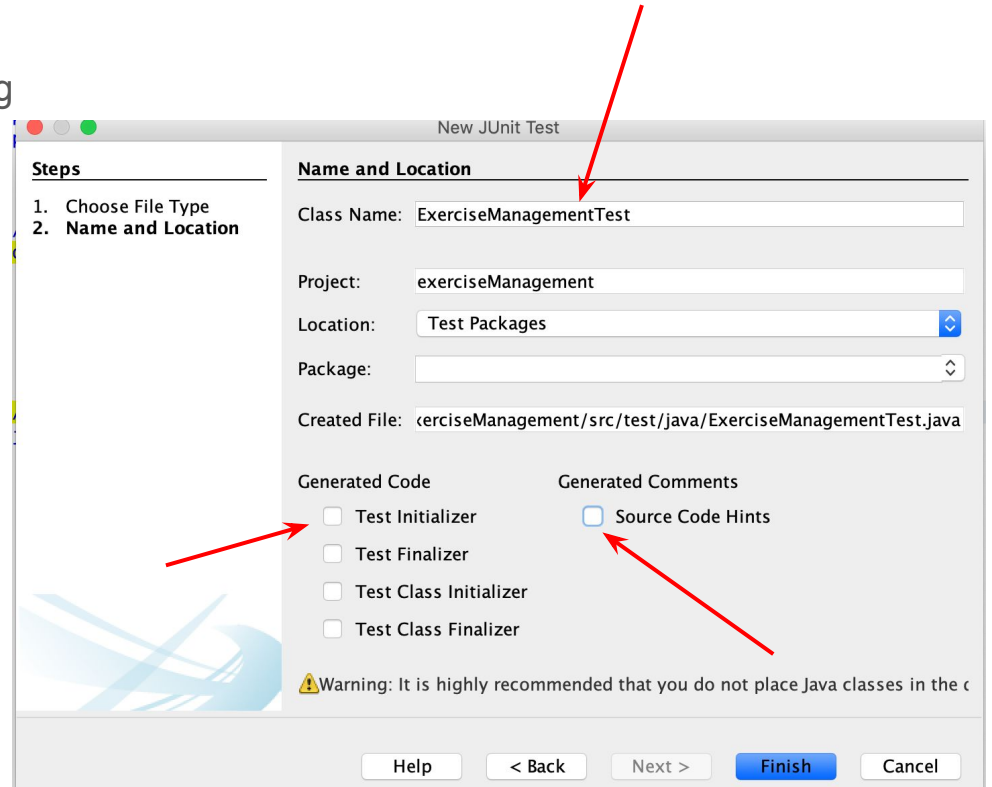 g
New JUnit Test
Steps
1. Choose File Type
2. Name and Location
Name and Location
Class Name: ExerciseManagementTest
Project: exerciseManagement
Location: Test Packages
Package:
Created File: erciseManagement/src/test/java/ExerciseManagementTest.java
Generated Code
Generated Comments
Test Initializer
Source Code Hints
Test Finalizer
Test Class Initializer
Test Class Finalizer
Warning: It is highly recommended that you do not place Java classes in the
Help
< Back
Next >
Finish
Cancel